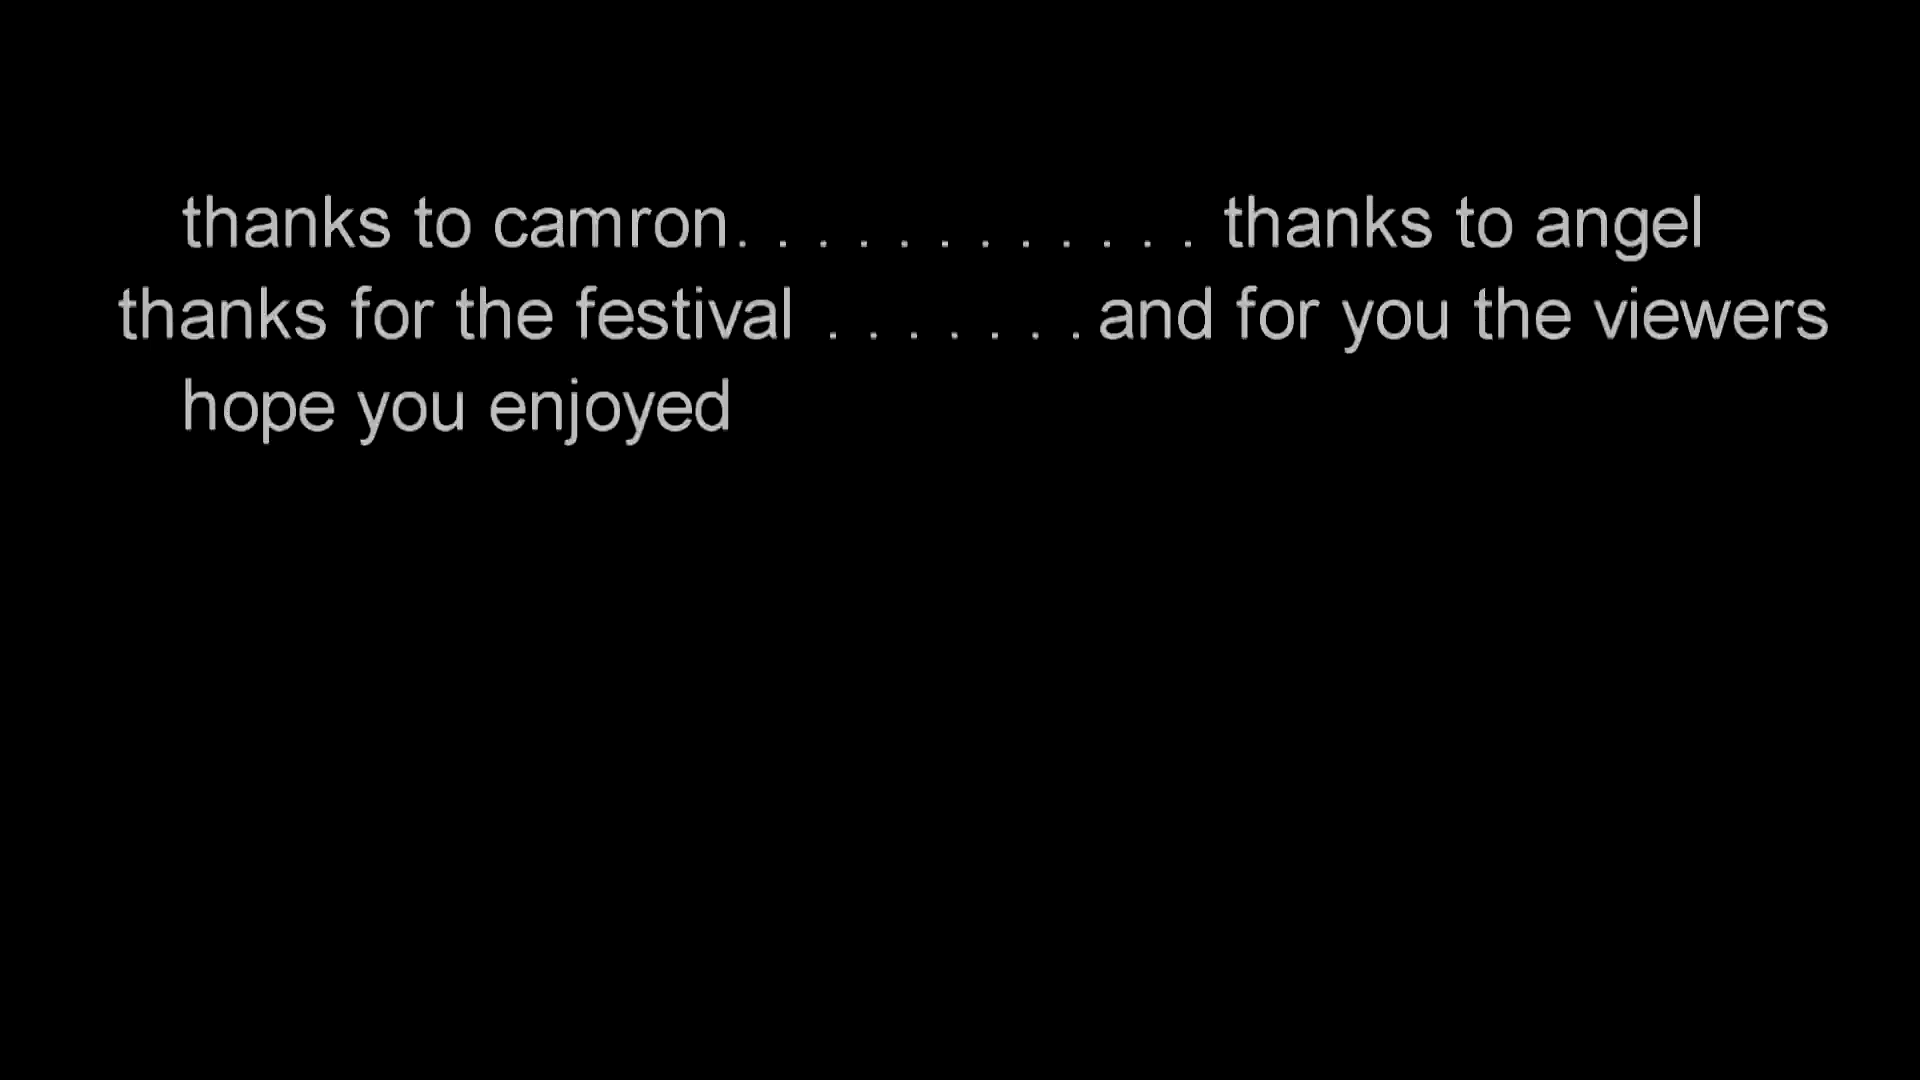 thanks to camron. . . . . . . . . . . . thanks to angel
thanks for the festival . . . . . . . and for you the viewers
hope you enjoyed